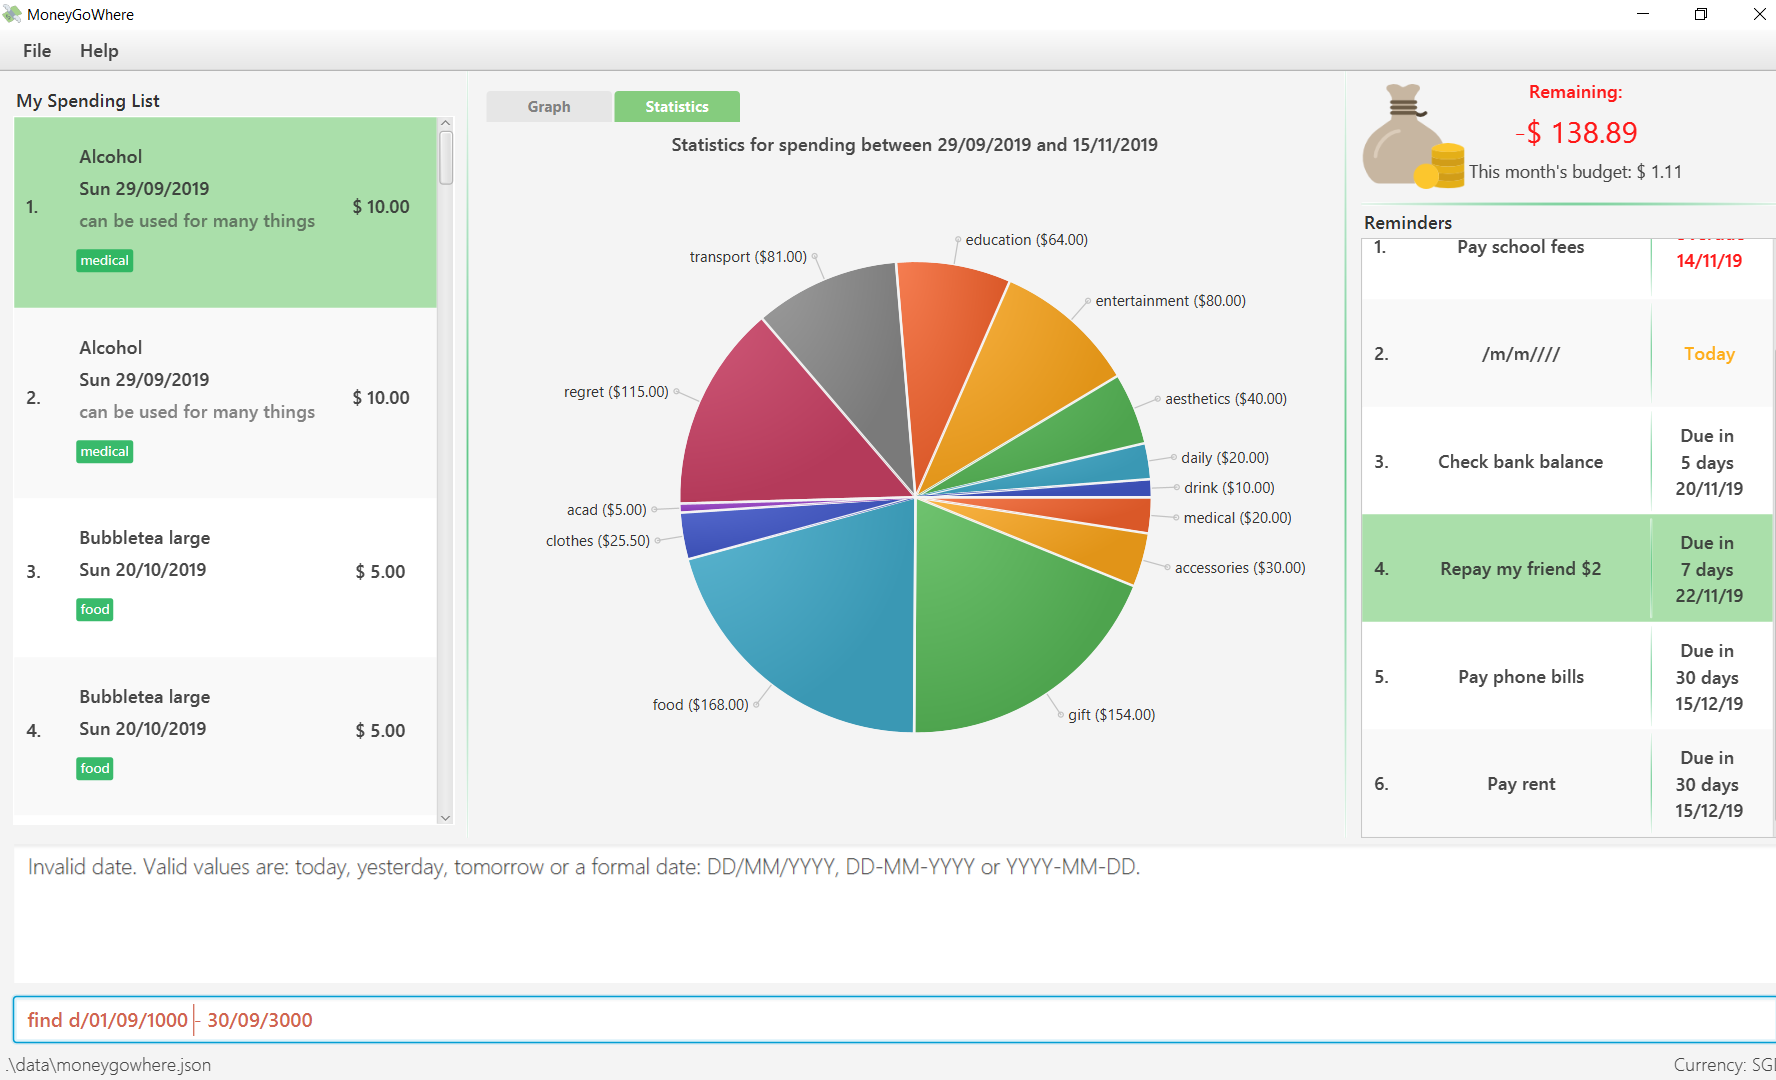 MoneyGoWhere
File Help
My Spending List
1.
Alcohol
Sun 29/09/2019
can be used for many things
$ 10.00
medical
2.
Alcohol
Sun 29/09/2019
can be used for many things
$ 10.00
medical
3.
Bubbletea large
Sun 20/10/2019
$ 5.00
food
4.
Bubbletea large
Sun 20/10/2019
$ 5.00
food
Graph Statistics
Statistics for spending between 29/09/2019 and 15/11/2019
education ($64.00)
transport ($81.00)
entertainment ($80.00)
regret ($115.00)
aesthetics ($40.00)
daily ($20.00)
drink ($10.00)
acad ($5.00)
medical ($20.00)
clothes ($25.50)
accessories ($30.00)
food ($168.00)
gift ($154.00)
Remaining:
-$ 138.89
This month's budget: $ 1.11
Reminders
1. Pay school fees
14/11/19
2. /m/m//// Today
3. Check bank balance
Due in
5 days
20/11/19
4. Repay my friend $2
Due in
7 days
22/11/19
5. Pay phone bills
Due in
30 days
15/12/19
6. Pay rent
Due in
30 days
15/12/19
Invalid date. Valid values are: today, yesterday, tomorrow or a formal date: DD/MM/YYYY, DD-MM-YYYY or YYYY-MM-DD.
find d/01/09/1000 - 30/09/3000
.\data\moneygowhere.json
Currency: